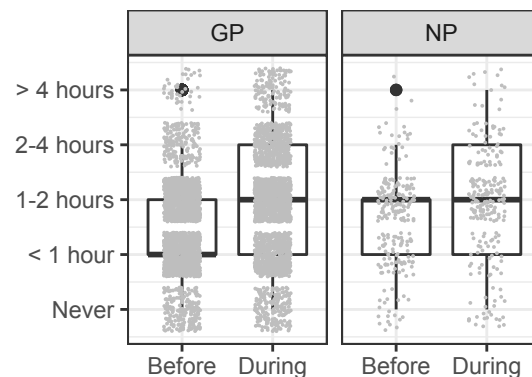 GP NP
> 4 hours
2-4 hours
1-2 hours
< 1 hour
Never
Before During Before During